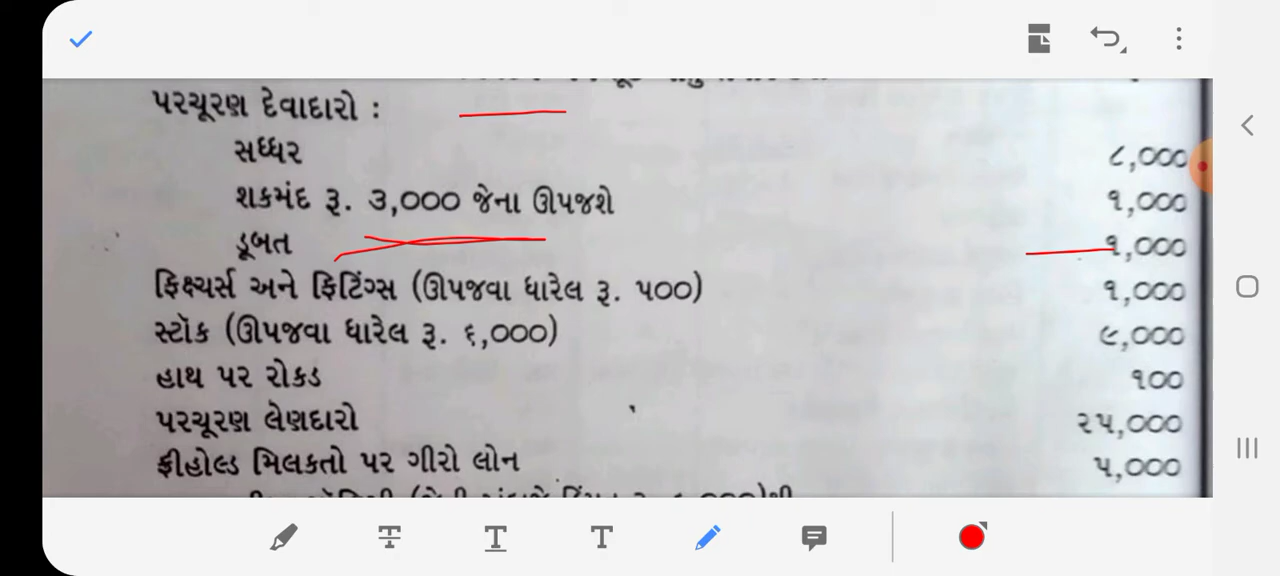 પરચૂરણ દેવાદારો :
સધ્ધર ૮,૦૦૦
શકમંદ રૂ. ૩,૦૦૦ જેના ઊપજશે ૧,૦૦૦
ડૂબત ૧,૦૦૦
ફિક્ષ્ચર્સ અને ફિટિંગ્સ (ઊપજવા ધારેલ રૂ. ૫૦૦) ૧,૦૦૦
સ્ટૉક (ઊપજવા ધારેલ રૂ. ૬,૦૦૦) ૯,૦૦૦
હાથ પર રોકડ ૧૦૦
પરચૂરણ લેણદારો ૨૫,૦૦૦
ફ્રીહોલ્ડ મિલકતો પર ગીરો લોન ૫,૦૦૦